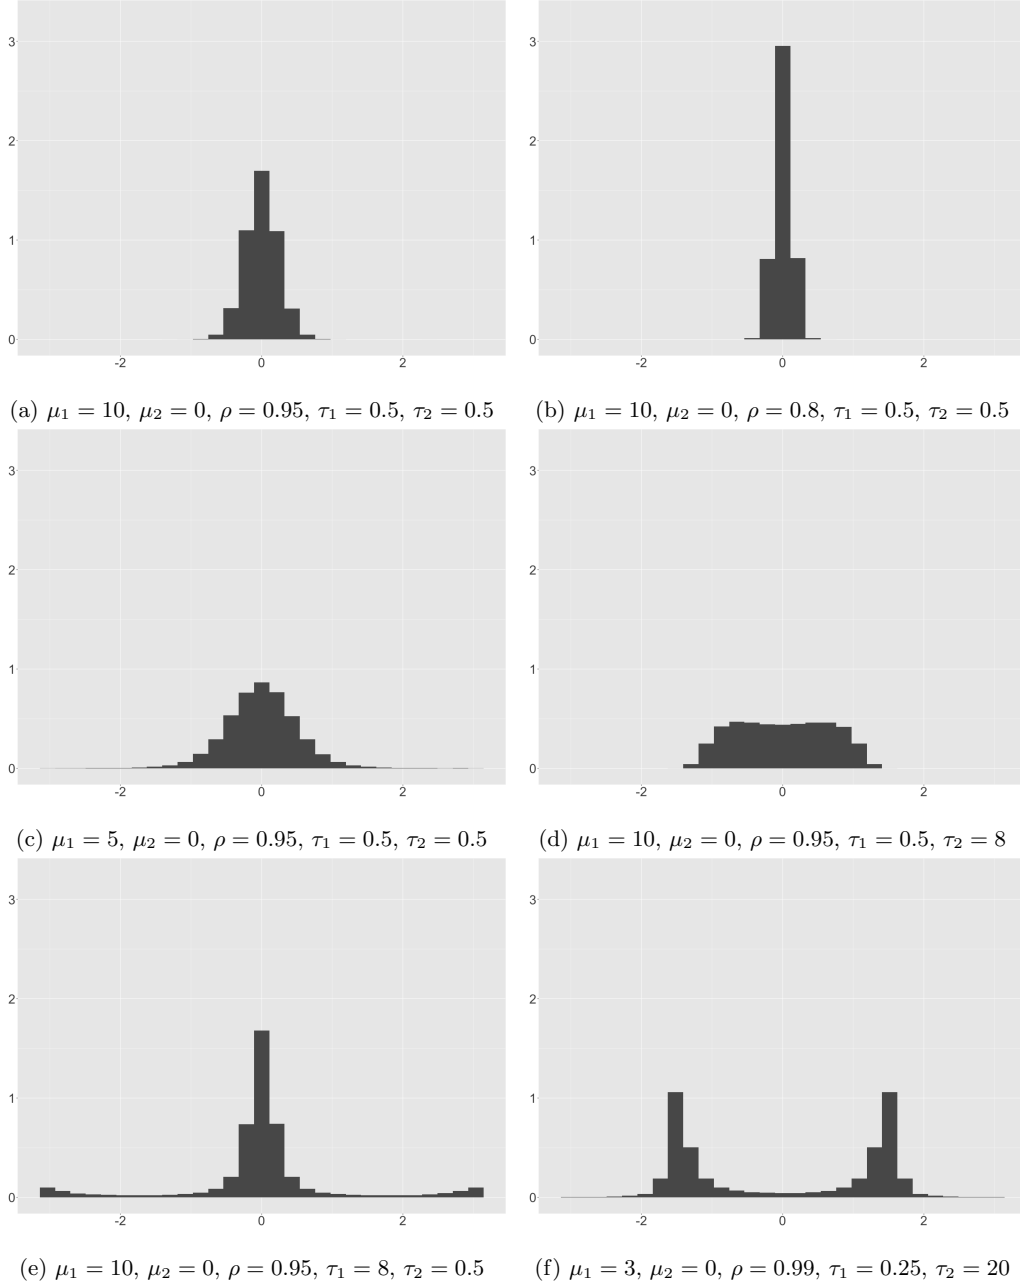 3
2
1
0
-2 0 2
3
2
1
0
-2 0 2
(a) μ₁ = 10, μ₂ = 0, ρ = 0.95, τ₁ = 0.5, τ₂ = 0.5
(b) μ₁ = 10, μ₂ = 0, ρ = 0.8, τ₁ = 0.5, τ₂ = 0.5
3
2
1
0
-2 0 2
3
2
1
0
-2 0 2
(c) μ₁ = 5, μ₂ = 0, ρ = 0.95, τ₁ = 0.5, τ₂ = 0.5
(d) μ₁ = 10, μ₂ = 0, ρ = 0.95, τ₁ = 0.5, τ₂ = 8
3
2
1
0
-2 0 2
3
2
1
0
-2 0 2
(e) μ₁ = 10, μ₂ = 0, ρ = 0.95, τ₁ = 8, τ₂ = 0.5
(f) μ₁ = 3, μ₂ = 0, ρ = 0.99, τ₁ = 0.25, τ₂ = 20